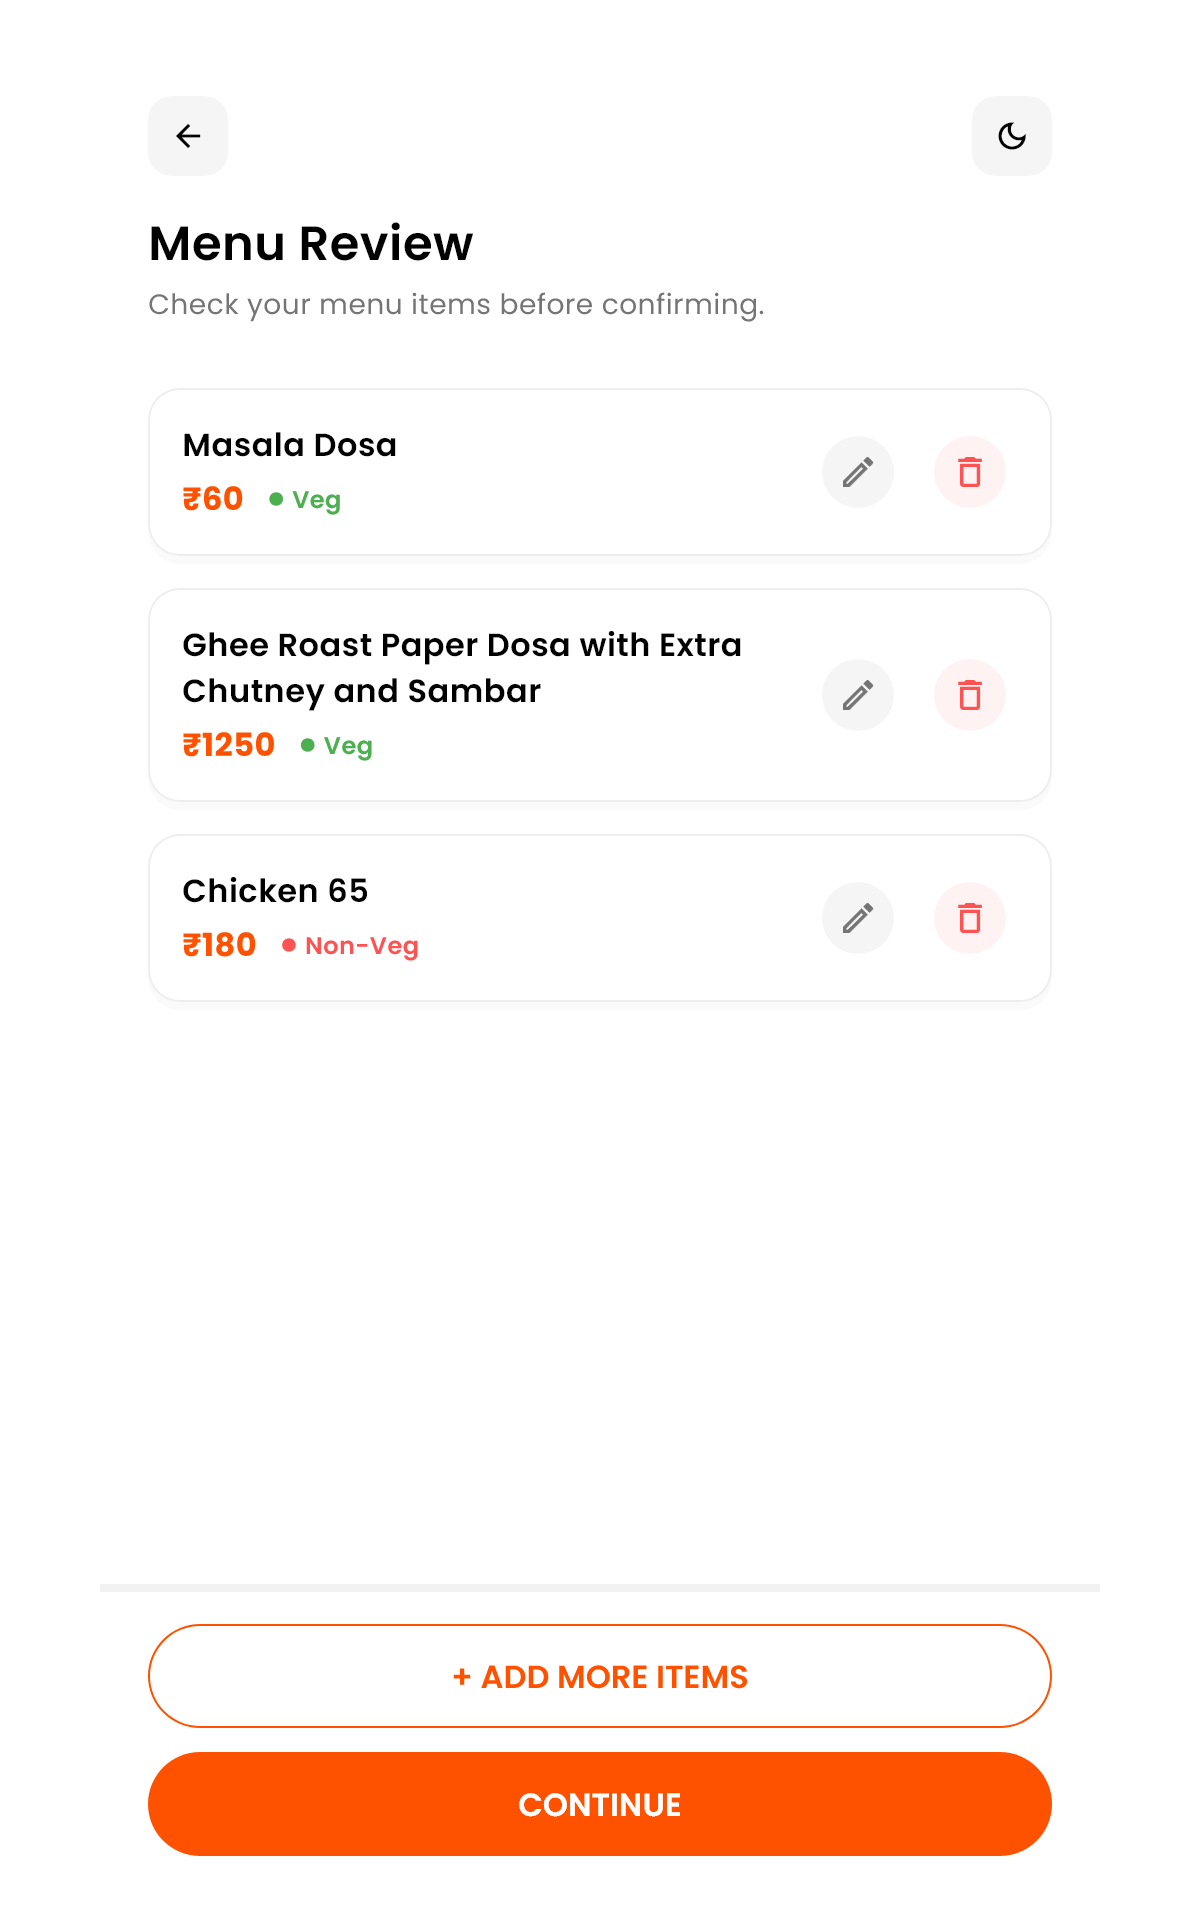 Menu Review
Check your menu items before confirming.
Masala Dosa
₹60 Veg
Ghee Roast Paper Dosa with Extra
Chutney and Sambar
₹1250 Veg
Chicken 65
₹180 Non-Veg
+ ADD MORE ITEMS
CONTINUE